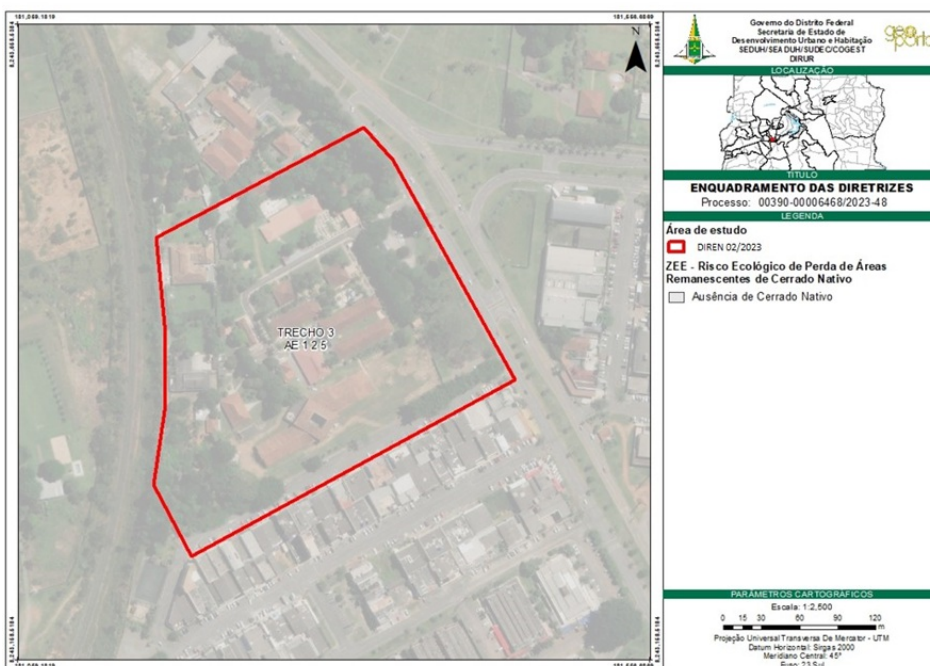 N
TRECHO 3
AE 1 2 5
Governo do Distrito Federal
Secretaria de Estado de
Desenvolvimento Urbano e Habitação
SEDUH/SEADUH/SUDEC/COGEST
DIRUR
LOCALIZAÇÃO
TÍTULO
ENQUADRAMENTO DAS DIRETRIZES
Processo: 00390-00006468/2023-48
LEGENDA
Área de estudo
DIREN 02/2023
ZEE - Risco Ecológico de Perda de Áreas
Remanescentes de Cerrado Nativo
Ausência de Cerrado Nativo
PARÂMETROS CARTOGRÁFICOS
Escala: 1:2,500
0 15 30 60 90 120
m
Projeção Universal Transversa De Mercator - UTM
Datum Horizontal: Sirgas 2000
Meridiano Central: 45º
Fuso: 23 Sul